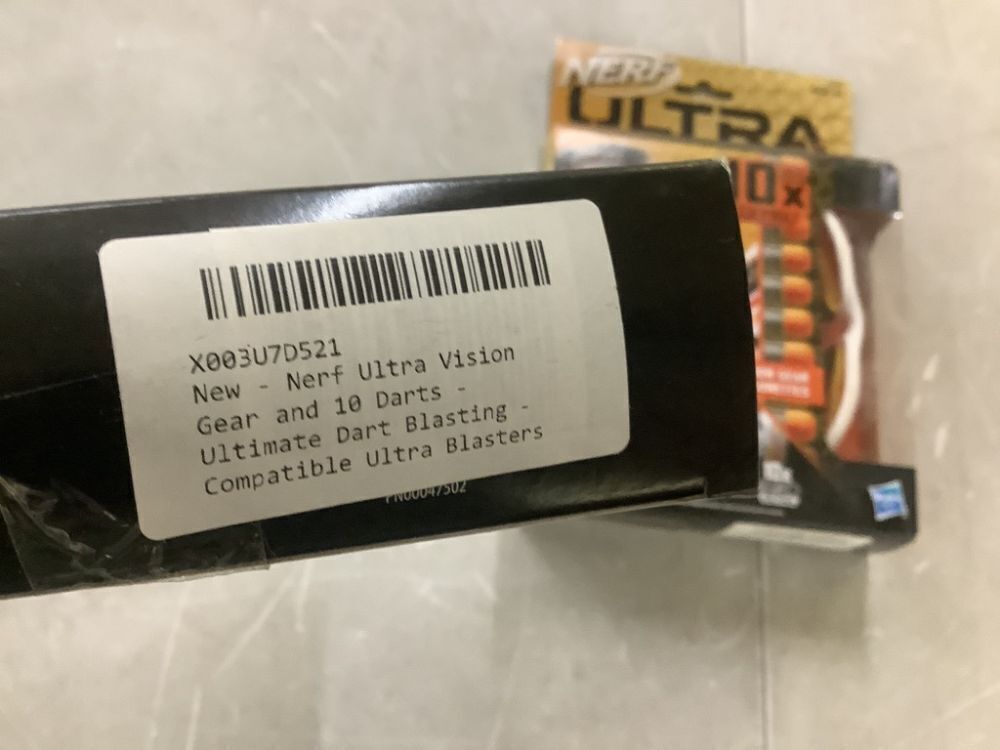 NERF
ULTRA
10x
X003U7D521
New - Nerf Ultra Vision
Gear and 10 Darts -
Ultimate Dart Blasting -
Compatible Ultra Blasters
PN00047502